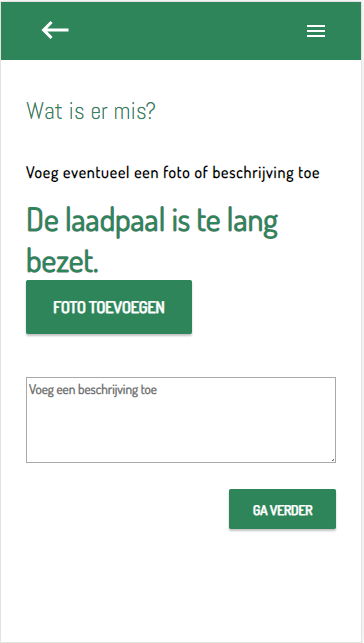 Wat is er mis?
Voeg eventueel een foto of beschrijving toe
De laadpaal is te lang
bezet.
FOTO TOEVOEGEN
Voeg een beschrijving toe
GA VERDER